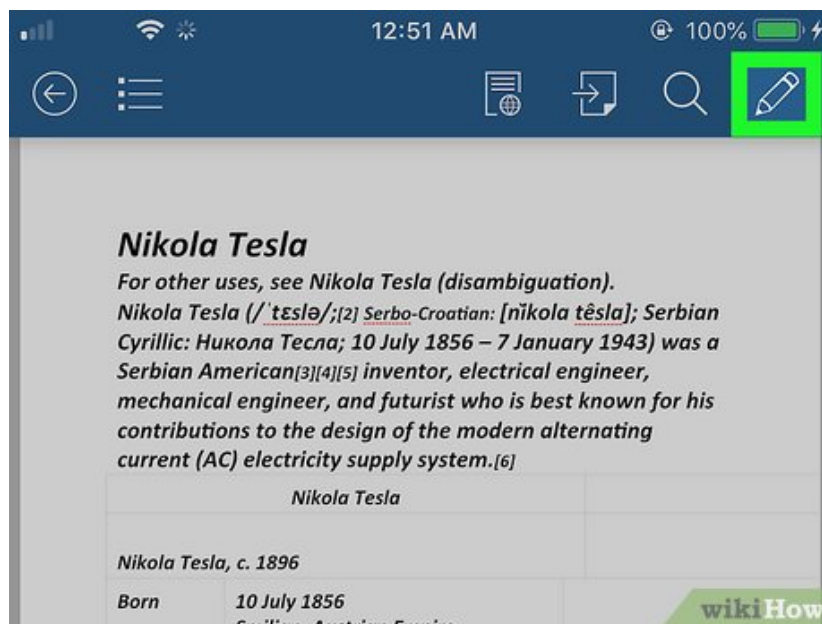 12:51 AM
100%
Nikola Tesla
For other uses, see Nikola Tesla (disambiguation).
Nikola Tesla (/ˈtɛslə/;[2] Serbo-Croatian: [nǐkola têsla]; Serbian
Cyrillic: Никола Тесла; 10 July 1856 – 7 January 1943) was a
Serbian American[3][4][5] inventor, electrical engineer,
mechanical engineer, and futurist who is best known for his
contributions to the design of the modern alternating
current (AC) electricity supply system.[6]
Nikola Tesla
Nikola Tesla, c. 1896
Born 10 July 1856
wikiHow